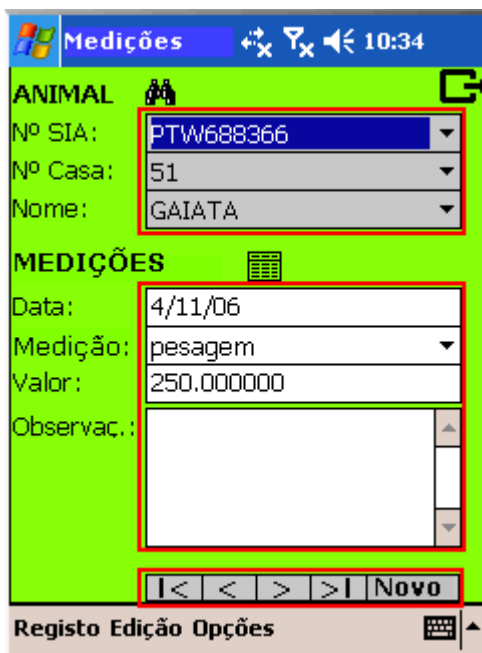 Medições 10:34
ANIMAL
Nº SIA: PTW688366
Nº Casa: 51
Nome: GAIATA
MEDIÇÕES
Data: 4/11/06
Medição: pesagem
Valor: 250.000000
Observaç.:
|< < > >| Novo
Registo Edição Opções